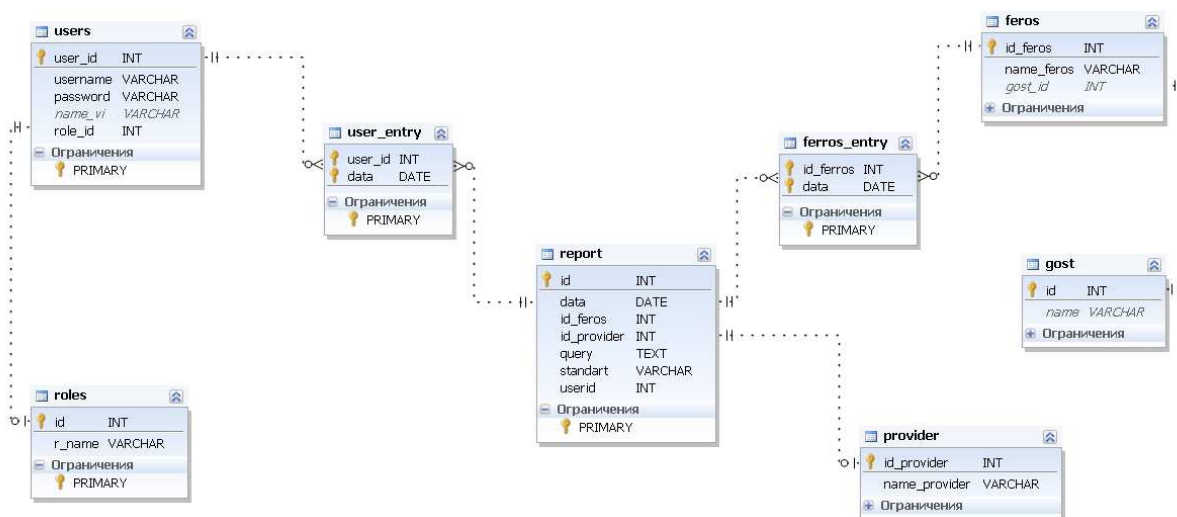 users
user_id INT
username VARCHAR
password VARCHAR
name_vi VARCHAR
role_id INT
Ограничения
PRIMARY
user_entry
user_id INT
data DATE
Ограничения
PRIMARY
roles
id INT
r_name VARCHAR
Ограничения
PRIMARY
report
id INT
data DATE
id_feros INT
id_provider INT
query TEXT
standart VARCHAR
userid INT
Ограничения
PRIMARY
ferros_entry
id_ferros INT
data DATE
Ограничения
PRIMARY
feros
id_feros INT
name_feros VARCHAR
gost_id INT
Ограничения
gost
id INT
name VARCHAR
Ограничения
provider
id_provider INT
name_provider VARCHAR
Ограничения